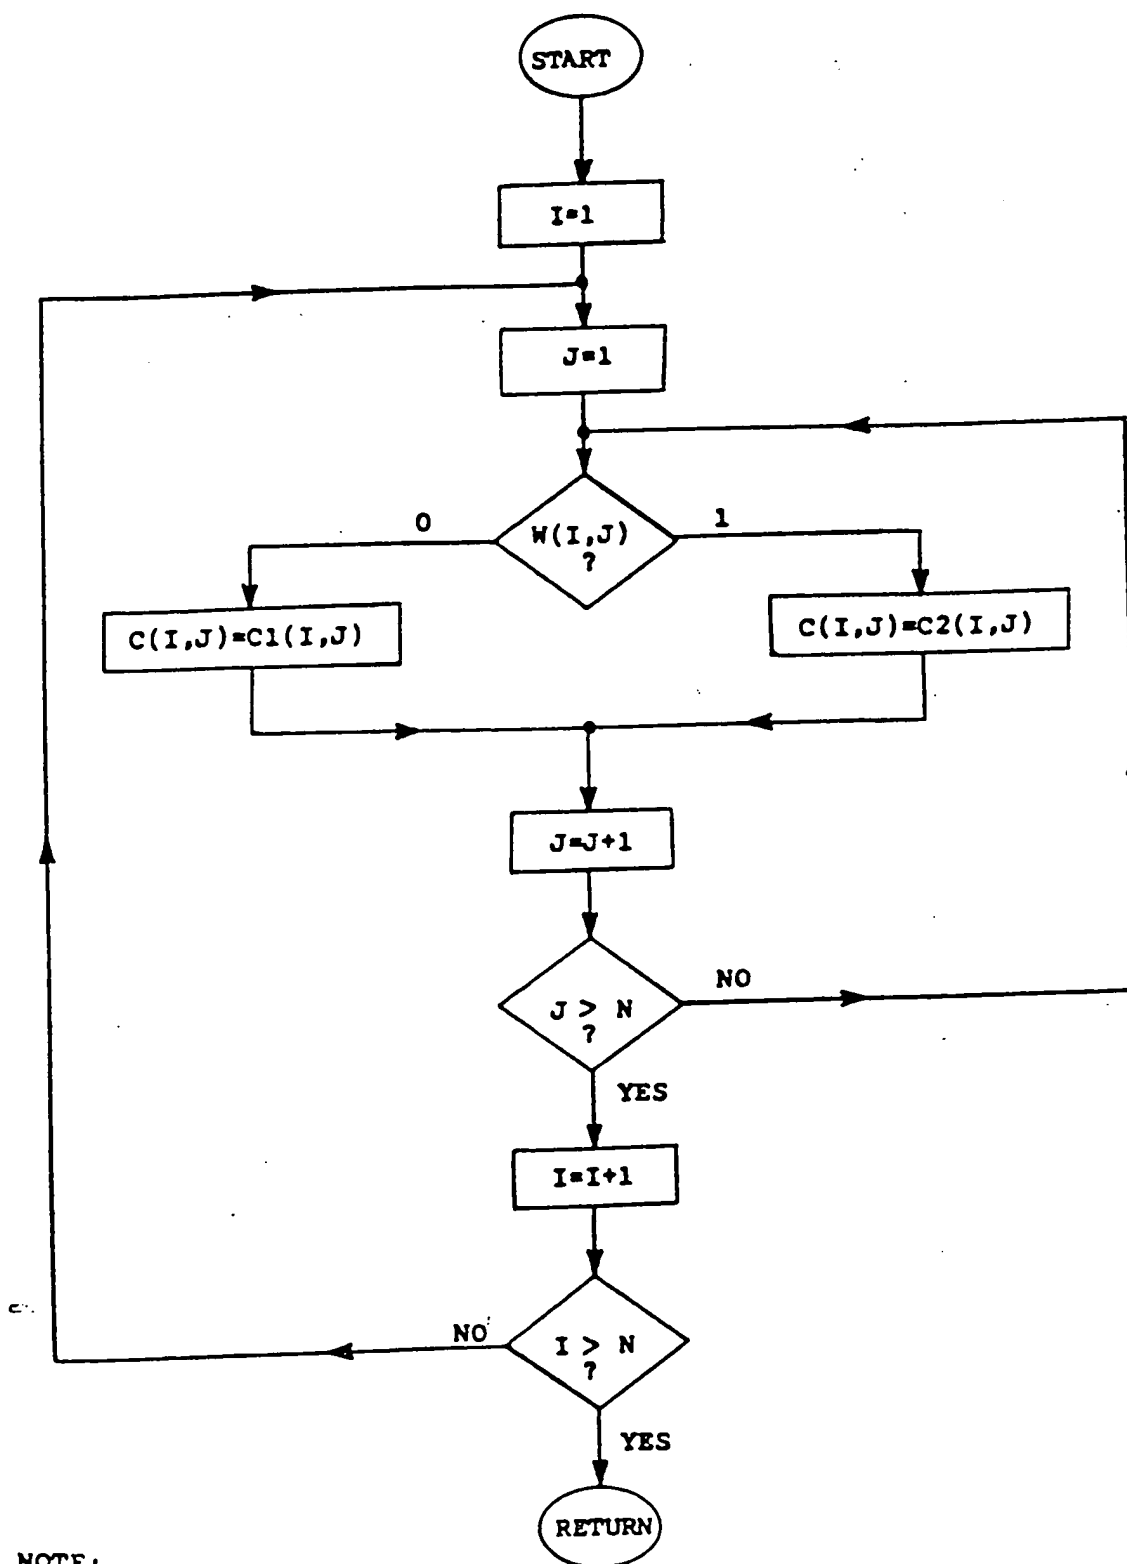 START
I=1
J=1
0
W(I,J)
?
1
C(I,J)=C1(I,J)
C(I,J)=C2(I,J)
J=J+1
J > N
?
NO
YES
I=I+1
NO
I > N
?
YES
RETURN
NOTE: